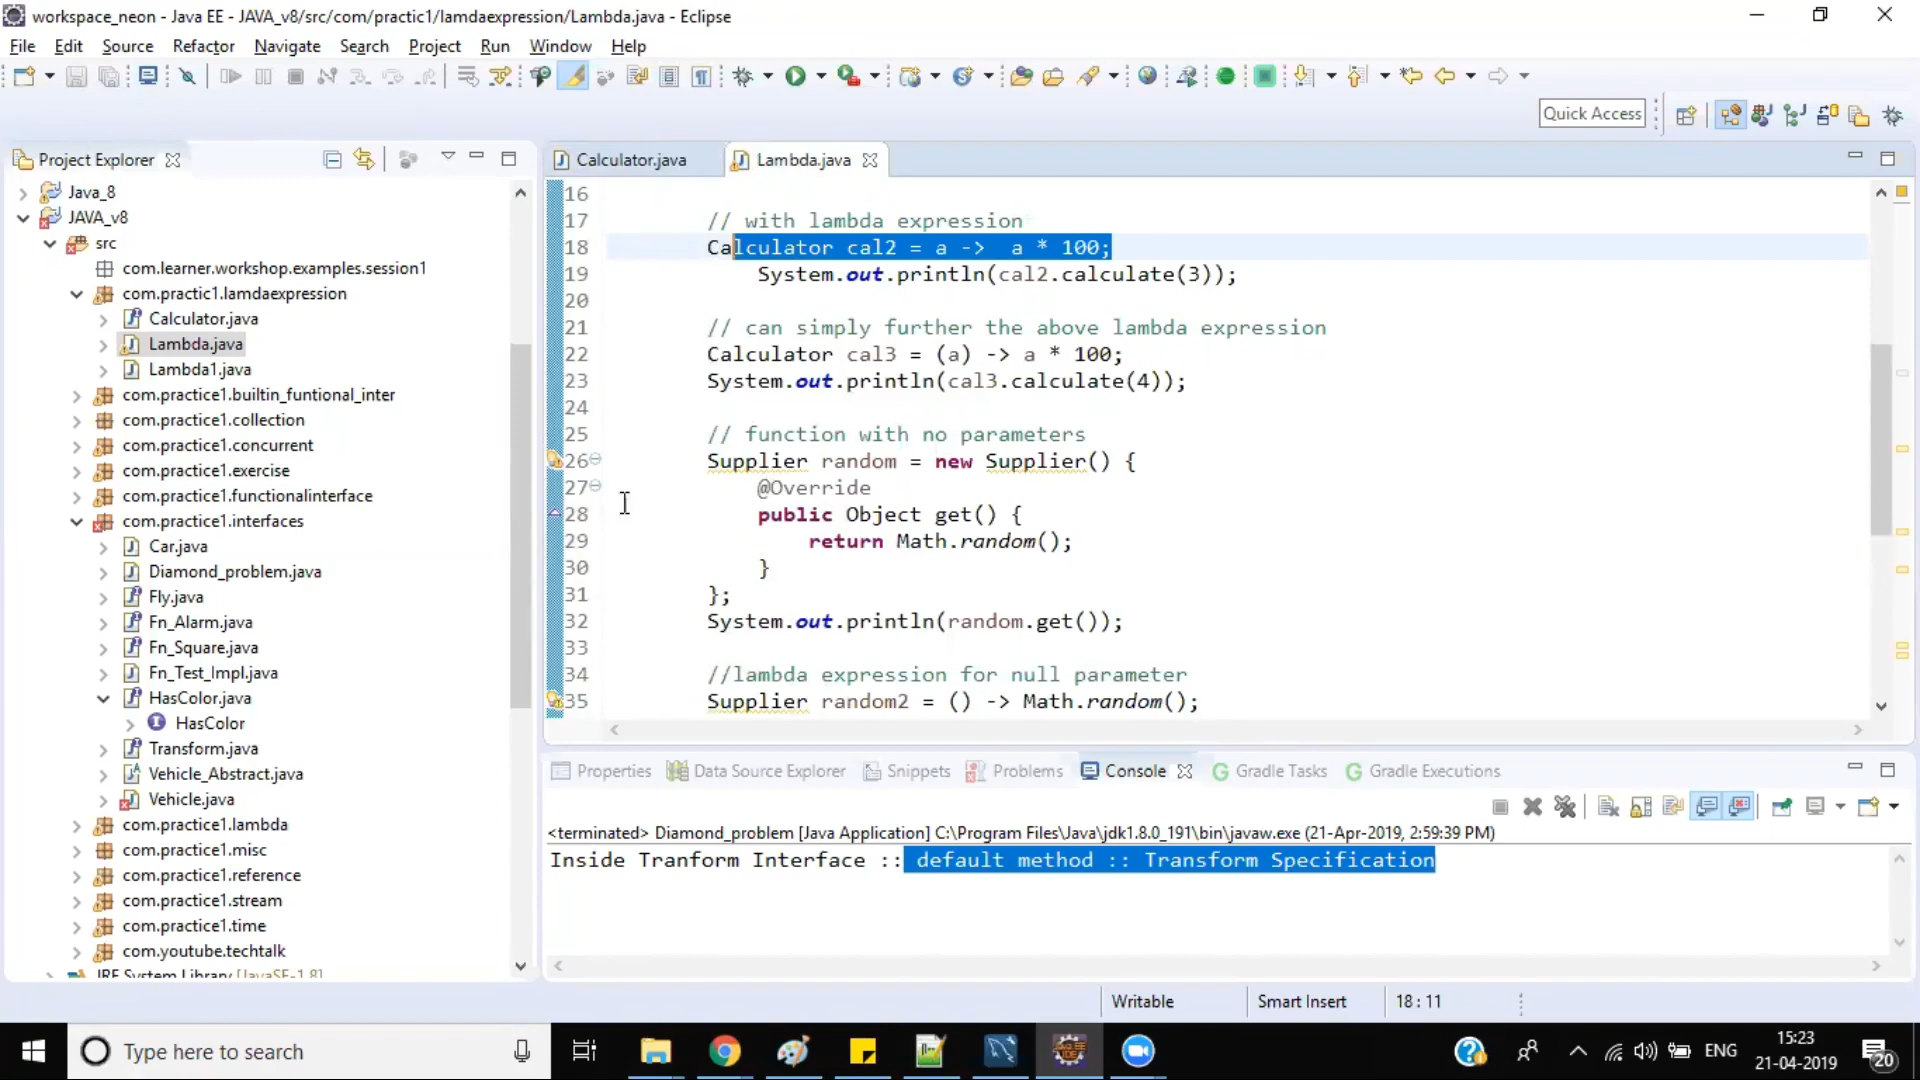 workspace_neon - Java EE - JAVA_v8/src/com/practic1/lamdaexpression/Lambda.java - Eclipse
File Edit Source Refactor Navigate Search Project Run Window Help
Quick Access
Project Explorer
Java_8
JAVA_v8
src
com.learner.workshop.examples.session1
com.practic1.lamdaexpression
Calculator.java
Lambda.java
Lambda1.java
com.practice1.builtin_funtional_inter
com.practice1.collection
com.practice1.concurrent
com.practice1.exercise
com.practice1.functionalinterface
com.practice1.interfaces
Car.java
Diamond_problem.java
Fly.java
Fn_Alarm.java
Fn_Square.java
Fn_Test_Impl.java
HasColor.java
HasColor
Transform.java
Vehicle_Abstract.java
Vehicle.java
com.practice1.lambda
com.practice1.misc
com.practice1.reference
com.practice1.stream
com.practice1.time
com.youtube.techtalk
JRE System Library [JavaSE-1.8]
Calculator.java Lambda.java
16
17 // with lambda expression
18 Calculator cal2 = a -> a * 100;
19 System.out.println(cal2.calculate(3));
20
21 // can simply further the above lambda expression
22 Calculator cal3 = (a) -> a * 100;
23 System.out.println(cal3.calculate(4));
24
25 // function with no parameters
26 Supplier random = new Supplier() {
27 @Override
28 public Object get() {
29 return Math.random();
30 }
31 };
32 System.out.println(random.get());
33
34 //lambda expression for null parameter
35 Supplier random2 = () -> Math.random();
Properties Data Source Explorer Snippets Problems Console Gradle Tasks Gradle Executions
<terminated> Diamond_problem [Java Application] C:\Program Files\Java\jdk1.8.0_191\bin\javaw.exe (21-Apr-2019, 2:59:39 PM)
Inside Tranform Interface :: default method :: Transform Specification
Writable Smart Insert 18 : 11
Type here to search
ENG
15:23
21-04-2019
20